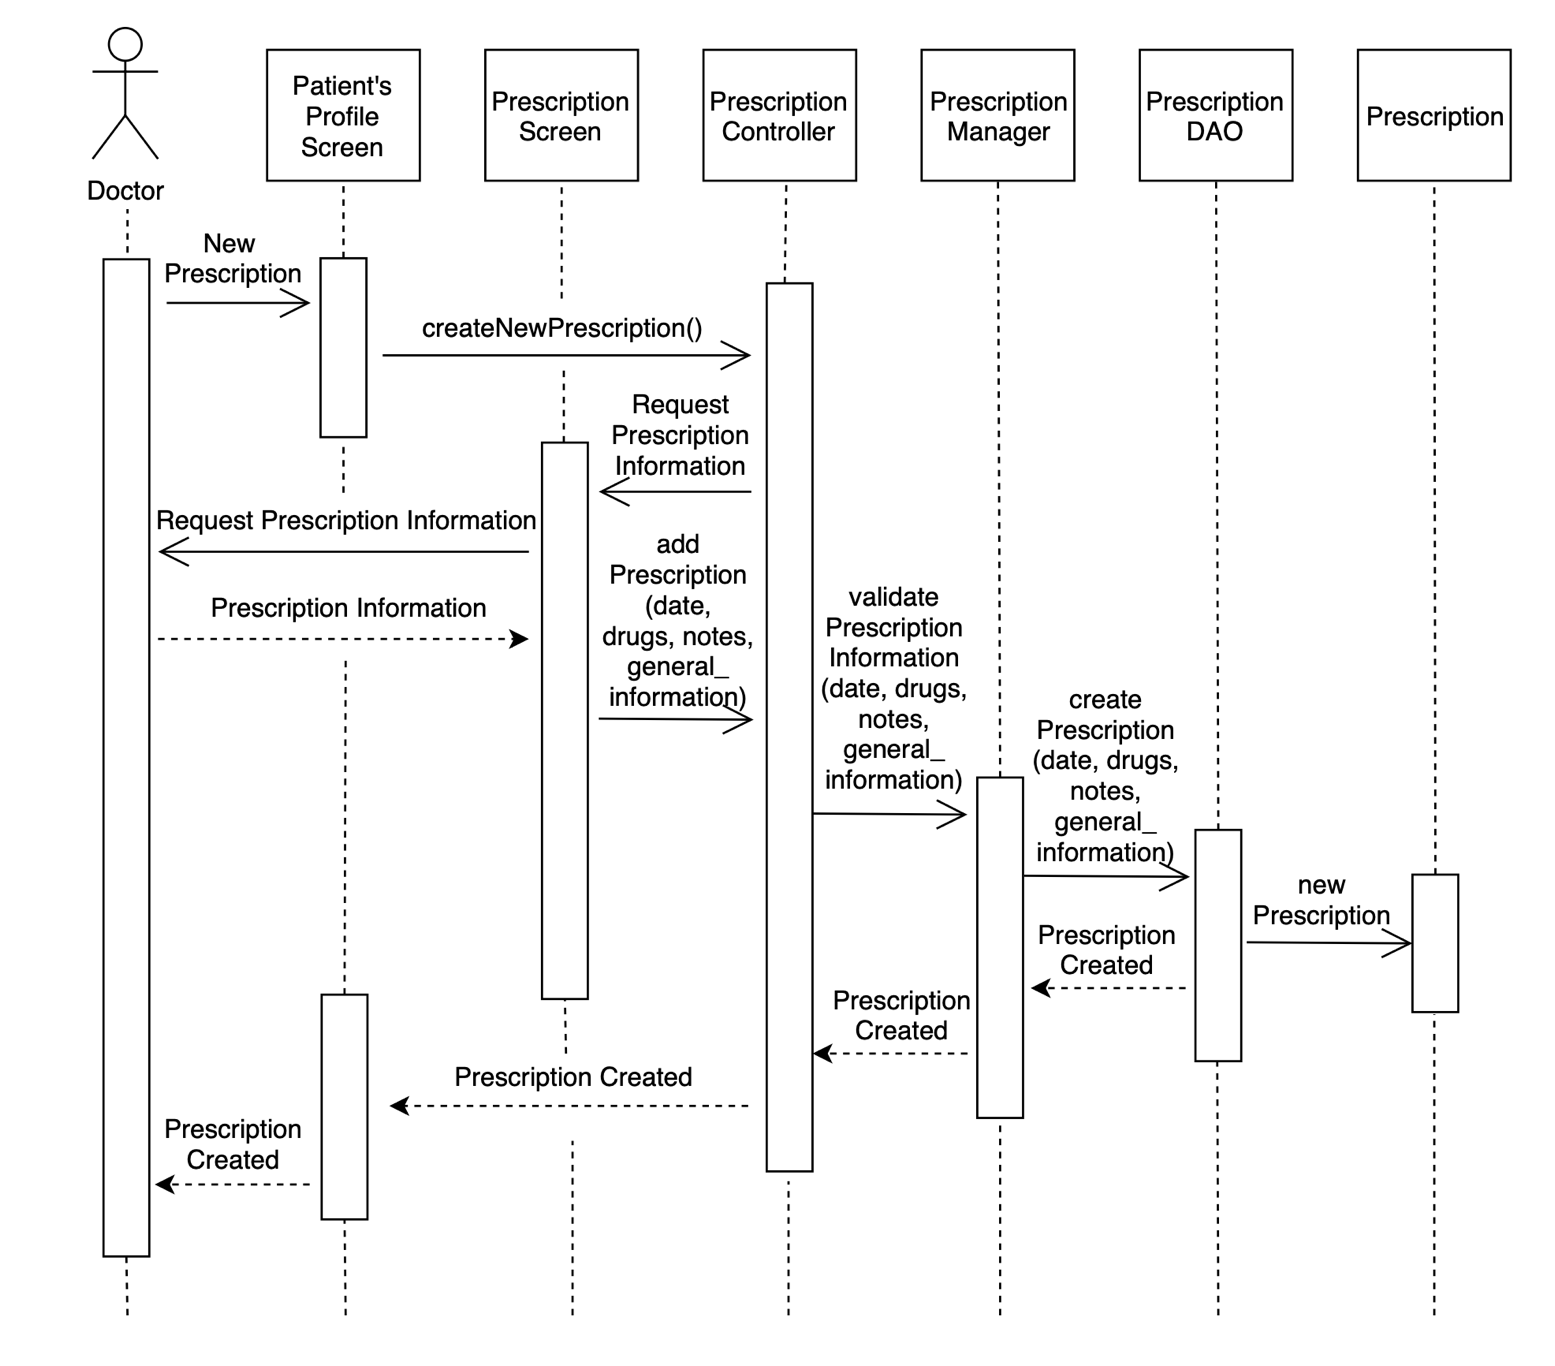 Patient's
Profile
Screen
Prescription
Screen
Prescription
Controller
Prescription
Manager
Prescription
DAO
Prescription
Doctor
New
Prescription
createNewPrescription()
Request
Prescription
Information
Request Prescription Information
Prescription Information
add
Prescription
(date,
drugs, notes,
general_
information)
validate
Prescription
Information
(date, drugs,
notes,
general_
information)
create
Prescription
(date, drugs,
notes,
general_
information)
new
Prescription
Prescription
Created
Prescription
Created
Prescription Created
Prescription
Created